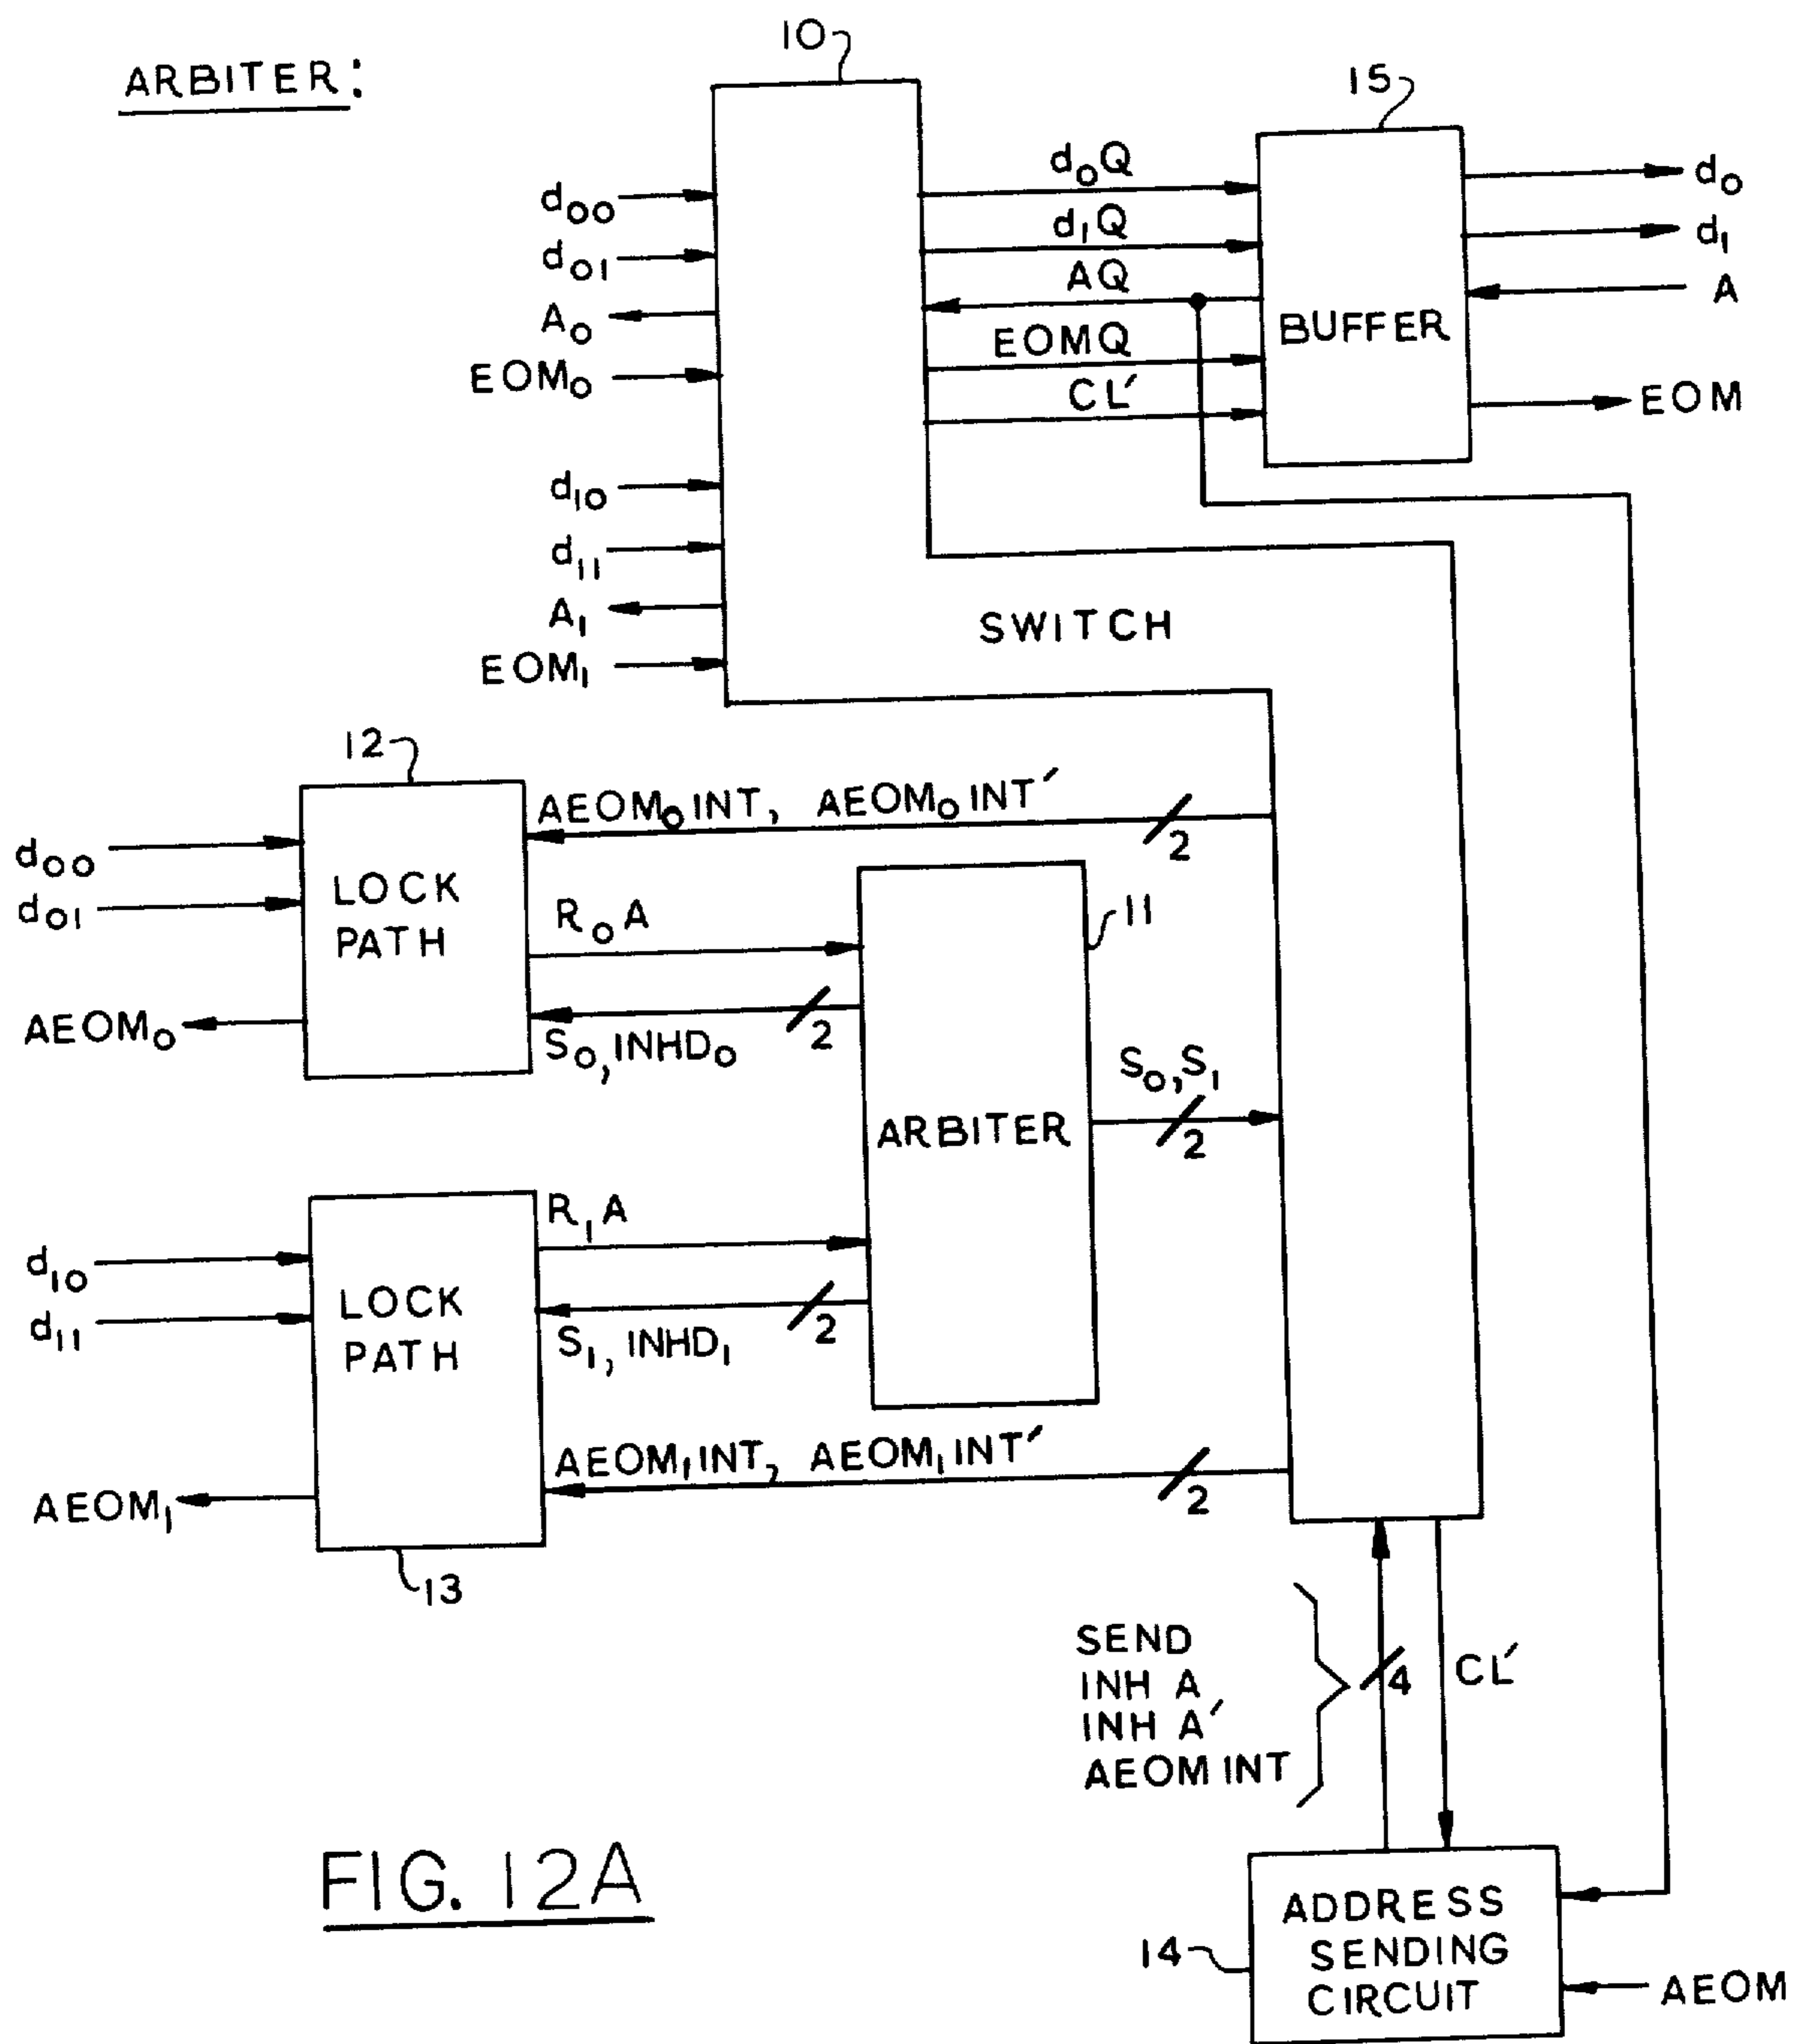 ARBITER:
10
15
d₀₀
d₀₁
A₀
EOM₀
d₁₀
d₁₁
A₁
EOM₁
d₀Q
d₁Q
AQ
EOMQ
CL′
BUFFER
d₀
d₁
A
EOM
SWITCH
12
AEOM₀ INT, AEOM₀ INT′
2
d₀₀
d₀₁
LOCK
PATH
AEOM₀
R₀A
S₀, INHD₀
2
11
ARBITER
S₀, S₁
2
d₁₀
d₁₁
LOCK
PATH
AEOM₁
13
R₁A
S₁, INHD₁
2
AEOM₁ INT, AEOM₁ INT′
2
SEND
INH A
INH A′
AEOM INT
4
CL′
14
ADDRESS
SENDING
CIRCUIT
AEOM
FIG. 12A